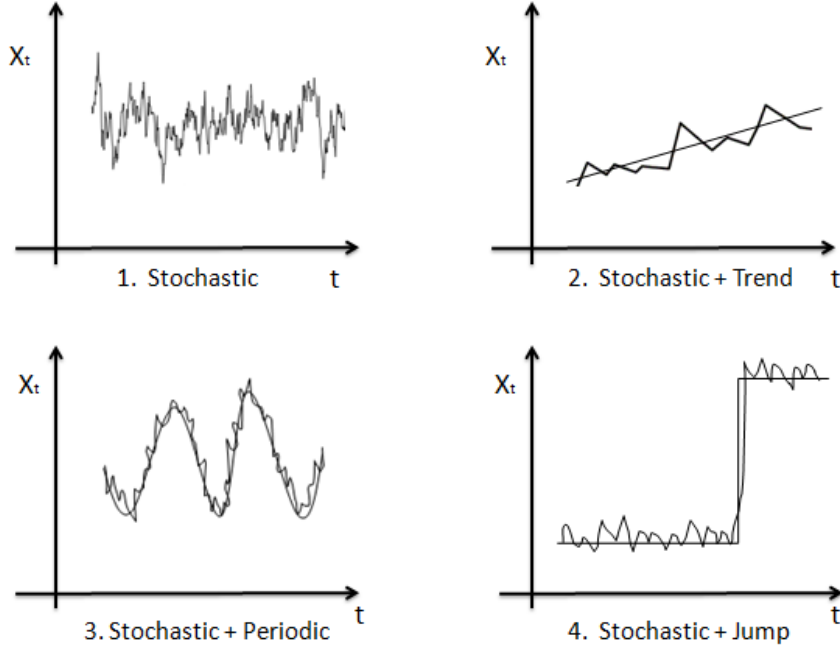 Xt
Xt
1. Stochastic t
2. Stochastic + Trend t
Xt
Xt
t
t
3. Stochastic + Periodic
4. Stochastic + Jump